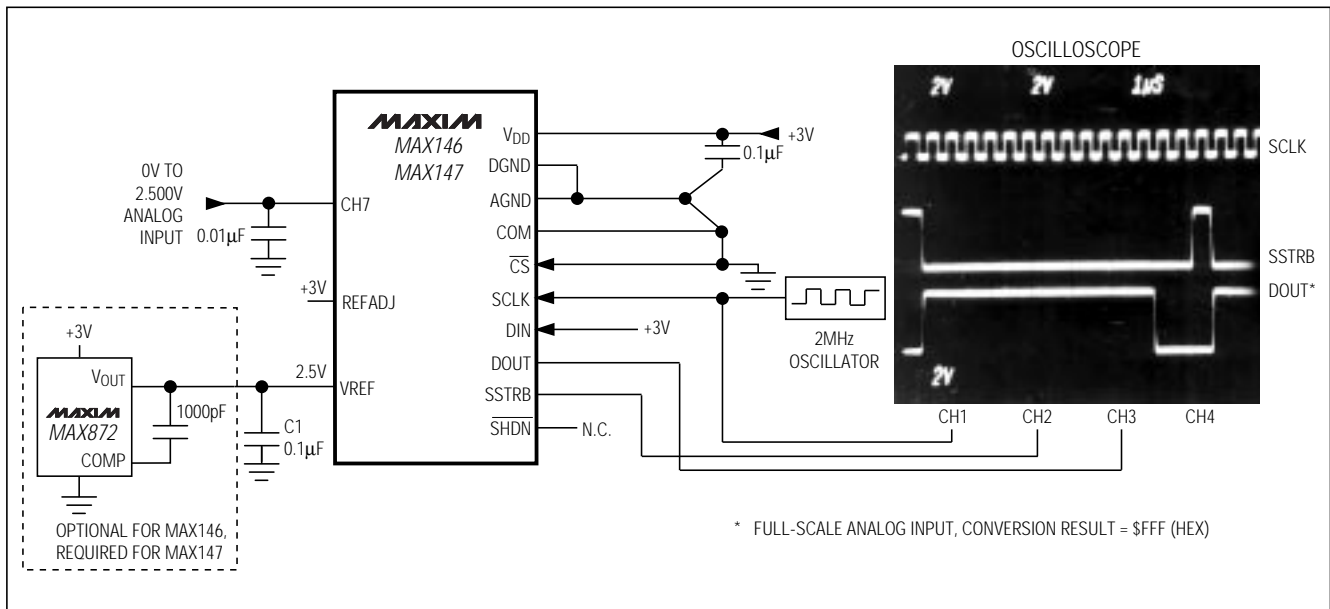 OSCILLOSCOPE
2V 2V 1μS
SCLK
SSTRB
DOUT*
2V
CH1 CH2 CH3 CH4
MAXIM
MAX146
MAX147
VDD
DGND
AGND
COM
CS
SCLK
DIN
DOUT
SSTRB
SHDN
CH7
REFADJ
VREF
+3V
0.1μF
0V TO
2.500V
ANALOG
INPUT
0.01μF
+3V
2.5V
+3V
N.C.
2MHz
OSCILLATOR
+3V
VOUT
MAXIM
MAX872
COMP
1000pF
C1
0.1μF
OPTIONAL FOR MAX146,
REQUIRED FOR MAX147
* FULL-SCALE ANALOG INPUT, CONVERSION RESULT = $FFF (HEX)